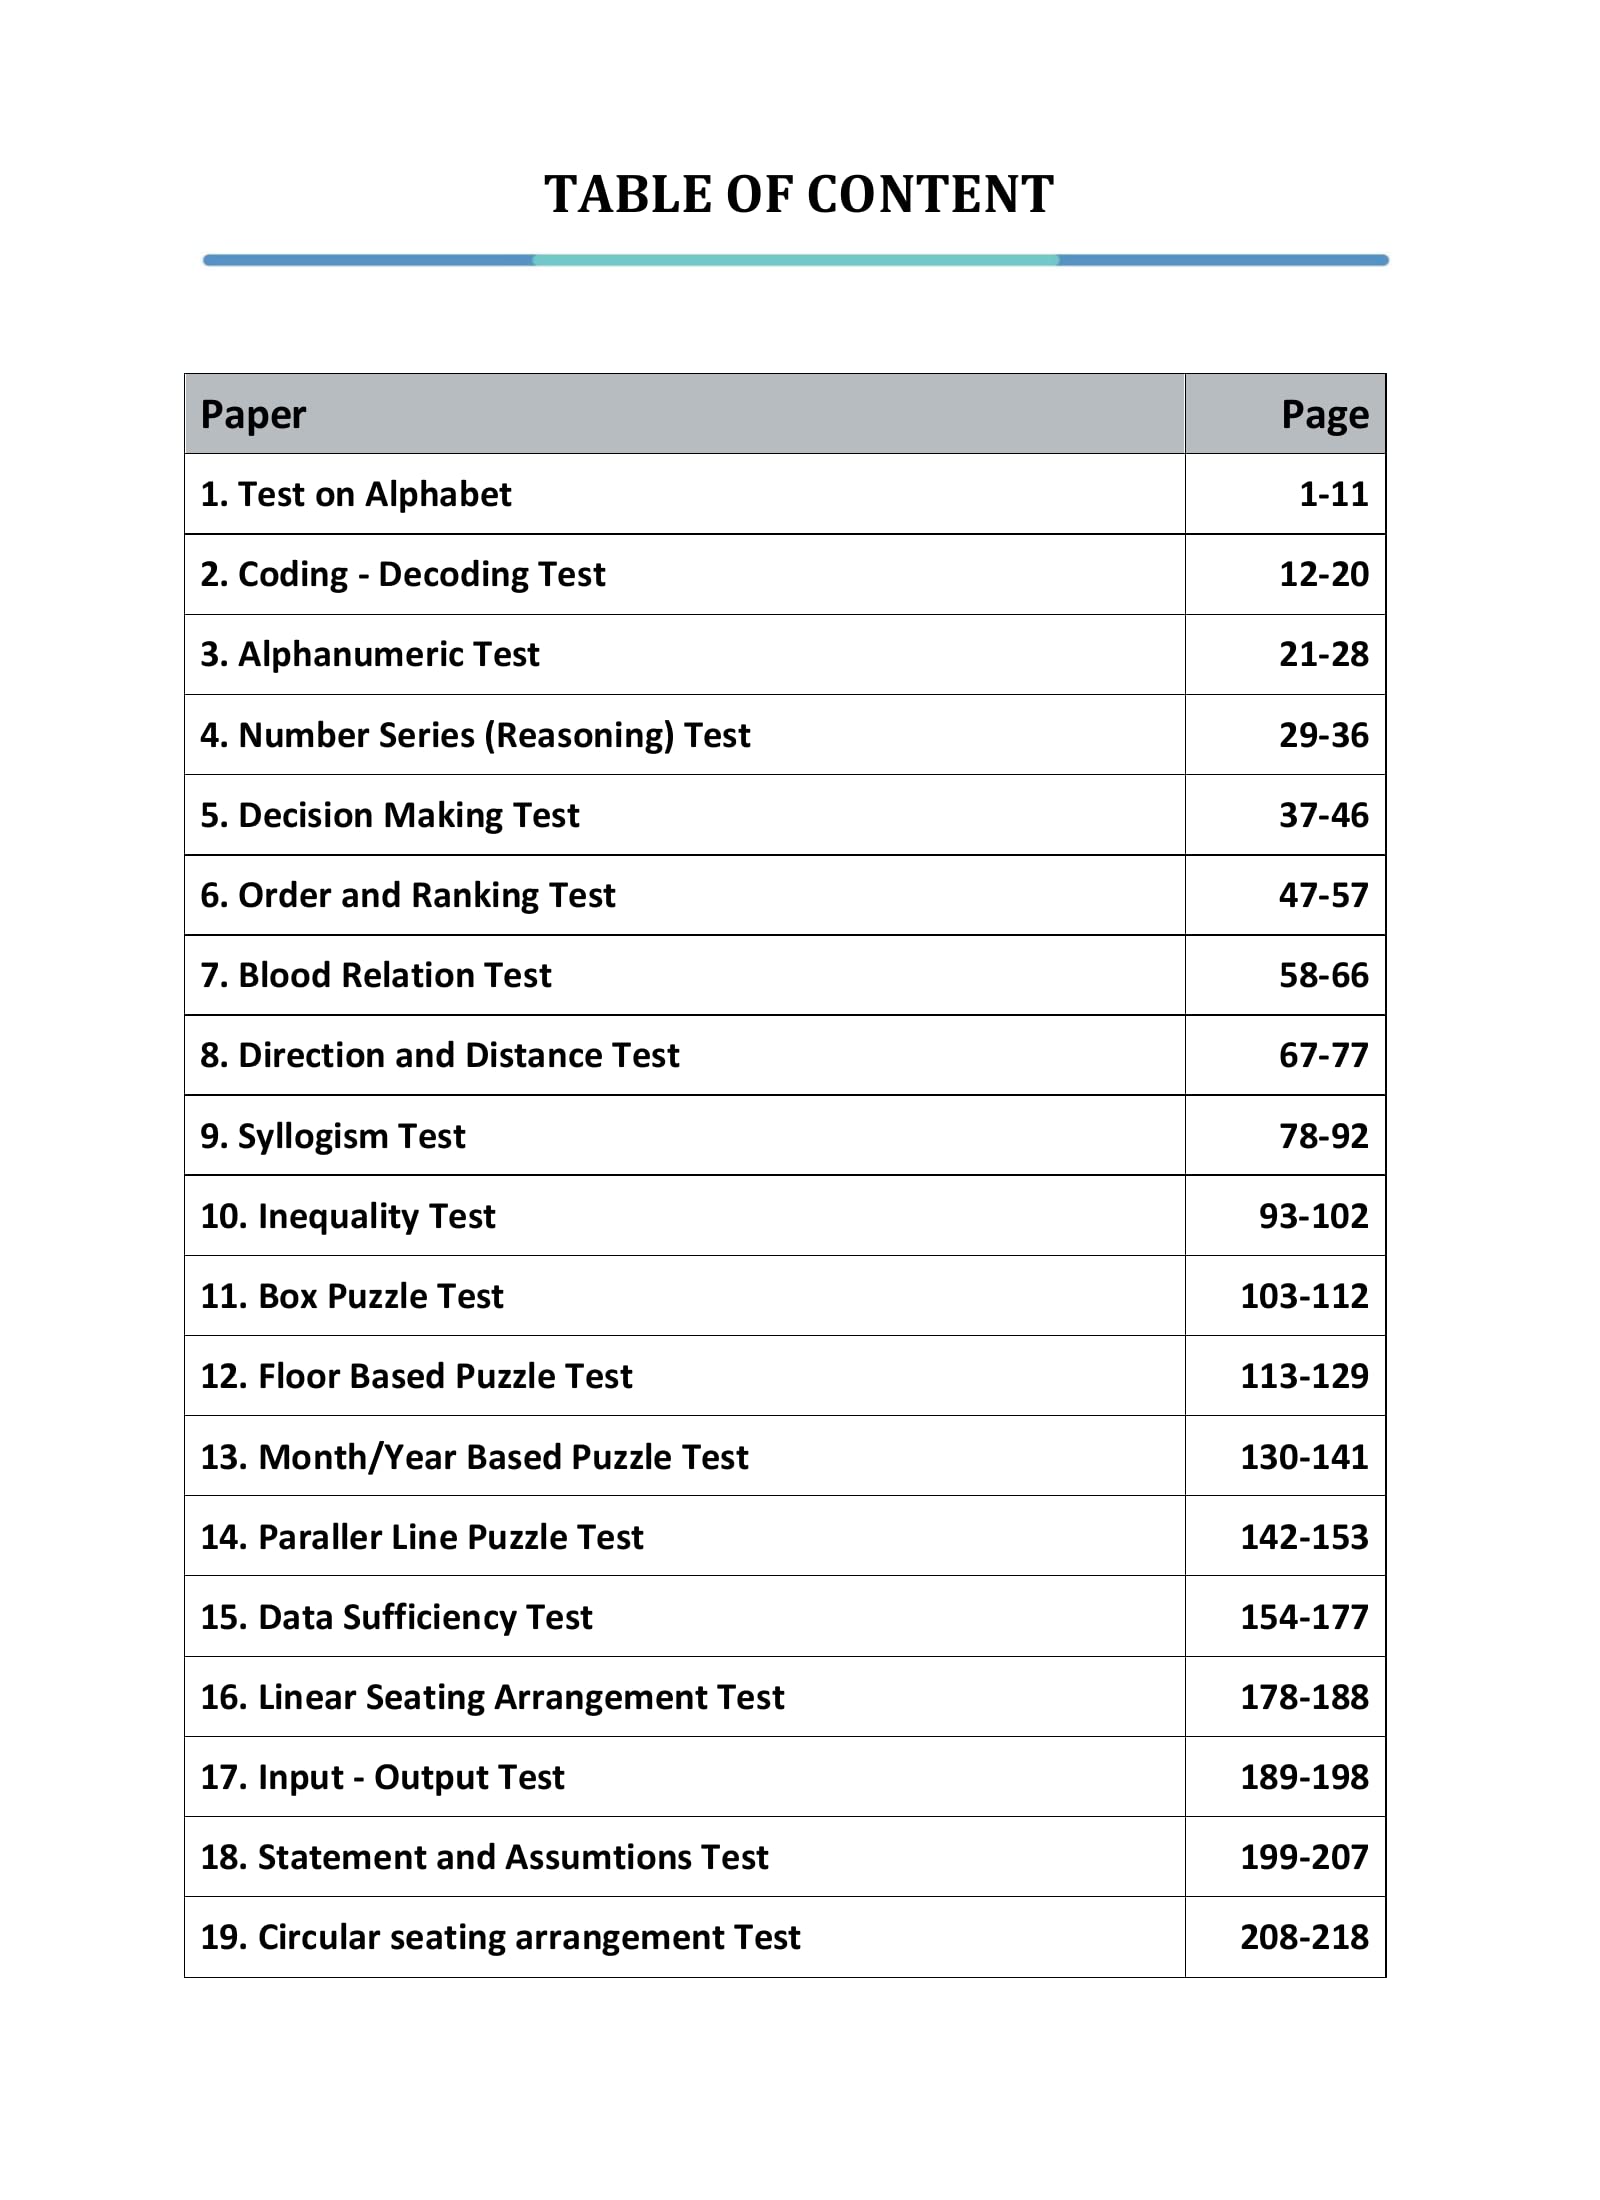 TABLE OF CONTENT
Paper Page
1. Test on Alphabet 1-11
2. Coding - Decoding Test 12-20
3. Alphanumeric Test 21-28
4. Number Series (Reasoning) Test 29-36
5. Decision Making Test 37-46
6. Order and Ranking Test 47-57
7. Blood Relation Test 58-66
8. Direction and Distance Test 67-77
9. Syllogism Test 78-92
10. Inequality Test 93-102
11. Box Puzzle Test 103-112
12. Floor Based Puzzle Test 113-129
13. Month/Year Based Puzzle Test 130-141
14. Paraller Line Puzzle Test 142-153
15. Data Sufficiency Test 154-177
16. Linear Seating Arrangement Test 178-188
17. Input - Output Test 189-198
18. Statement and Assumtions Test 199-207
19. Circular seating arrangement Test 208-218